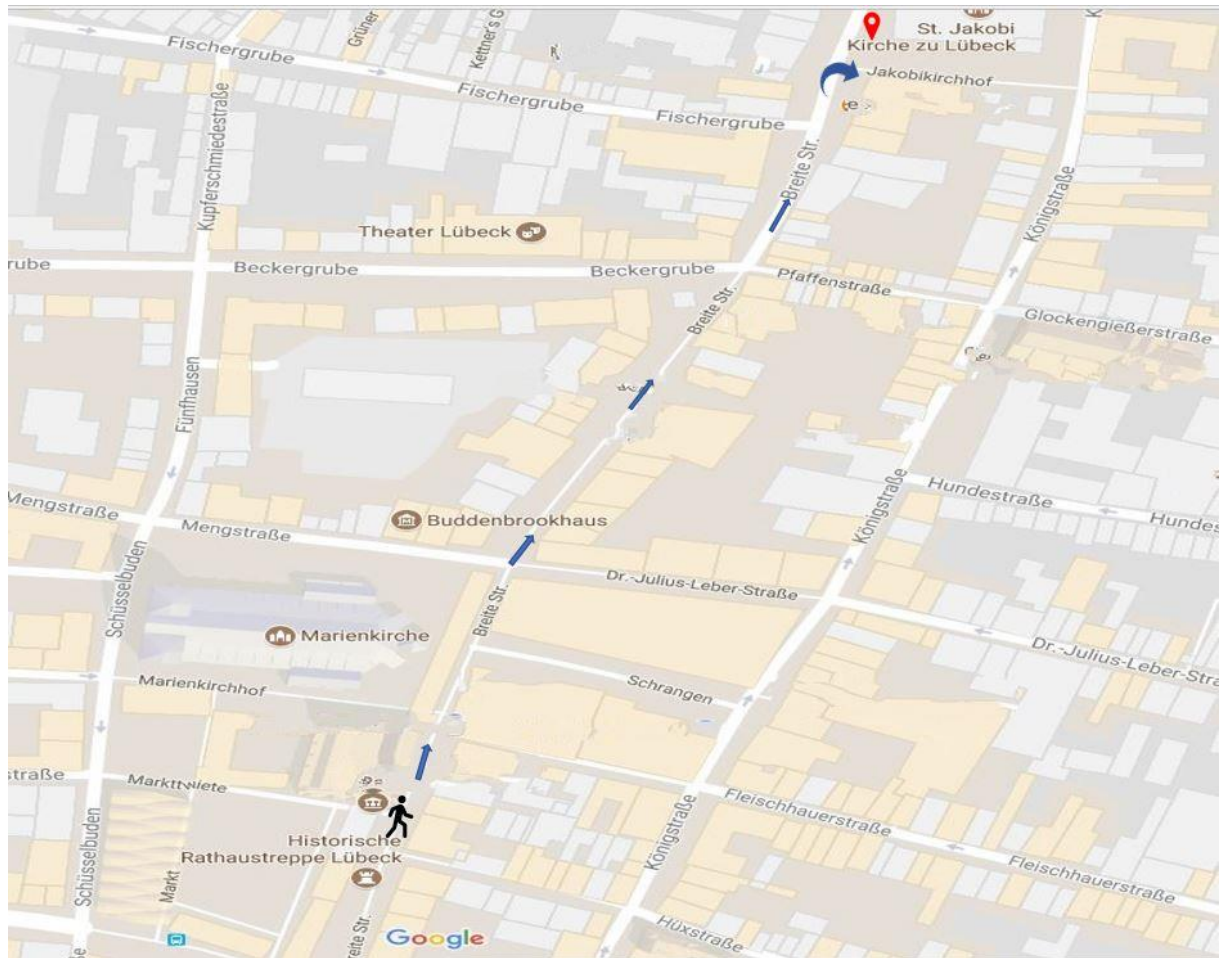 St. Jakobi
Kirche zu Lübeck
Jakobikirchhof
Fischergrube
Grüner
Kettner's G
Fischergrube
Fischergrube
Kupferschmiedestraße
Breite Str.
Königstraße
Theater Lübeck
rube
Beckergrube
Beckergrube
Pfaffenstraße
Breite Str.
Glockengießerstraße
Fünfhausen
Mengstraße
Mengstraße
Buddenbrookhaus
Königstraße
Hundestraße
Hundes
Schüsselbuden
Dr.-Julius-Leber-Straße
Breite Str.
Marienkirche
Dr.-Julius-Leber-Stra
Marienkirchhof
Schrangen
straße
Historische
Rathaustreppe Lübeck
Königstraße
Fleischhauerstraße
Fleischhauerstraße
Schüsselbuden
Markt
reite Str.
Google
Hüxstraße